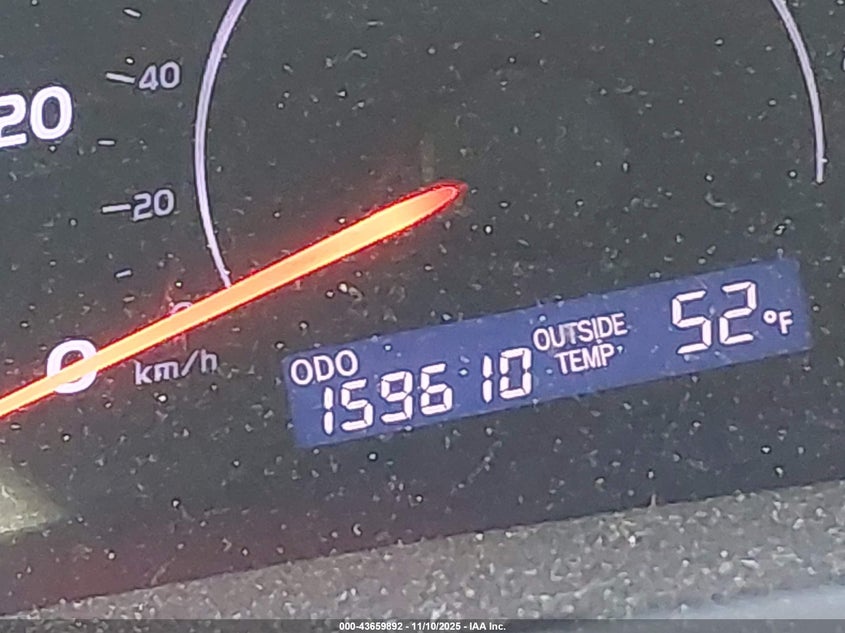 40
20
20
0
km/h
ODO
159610
OUTSIDE
TEMP
52°F
000-43659892 - 11/10/2025 - IAA Inc.